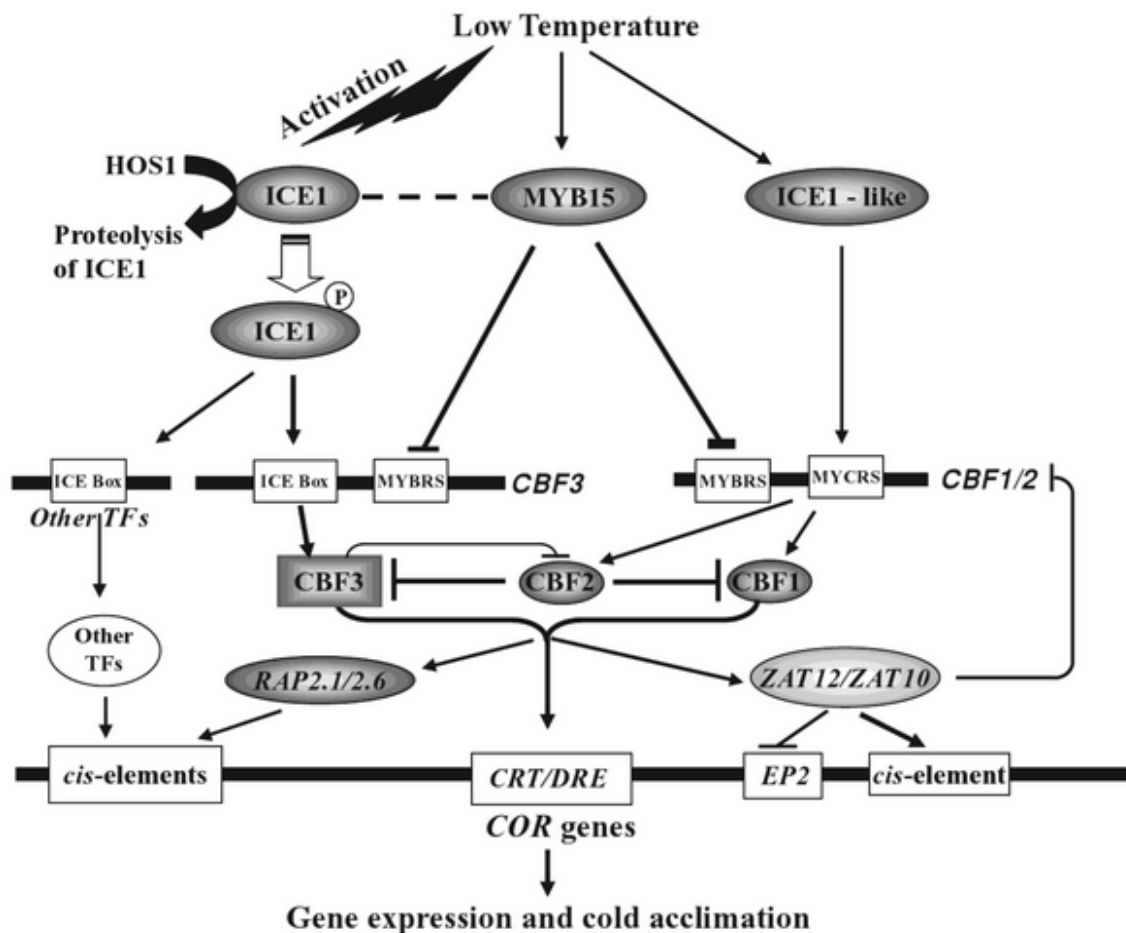 Low Temperature
Activation
HOS1
ICE1
MYB15
ICE1 - like
Proteolysis
of ICE1
P
ICE1
ICE Box
ICE Box
MYBRS
CBF3
MYBRS
MYCRS
CBF1/2
Other TFs
CBF3
CBF2
CBF1
Other
TFs
RAP2.1/2.6
ZAT12/ZAT10
cis-elements
CRT/DRE
EP2
cis-element
COR genes
Gene expression and cold acclimation